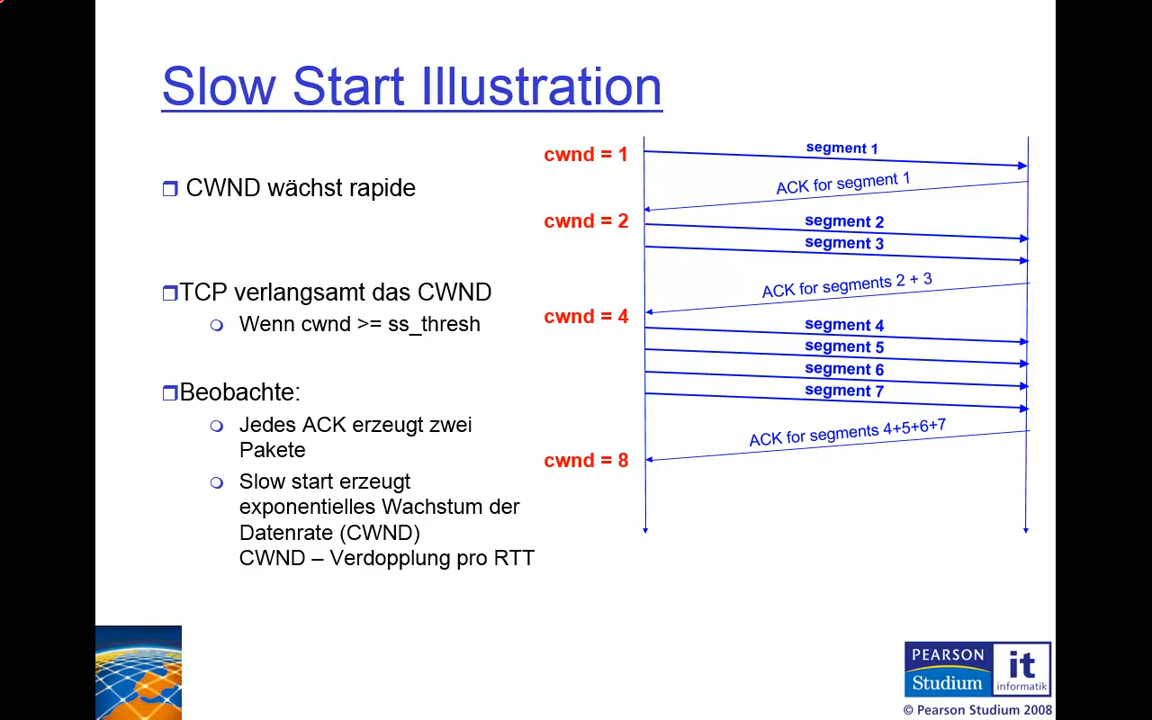 Slow Start Illustration
CWND wächst rapide
TCP verlangsamt das CWND
Wenn cwnd >= ss_thresh
Beobachte:
Jedes ACK erzeugt zwei
Pakete
Slow start erzeugt
exponentielles Wachstum der
Datenrate (CWND)
CWND – Verdopplung pro RTT
cwnd = 1
segment 1
ACK for segment 1
cwnd = 2
segment 2
segment 3
ACK for segments 2 + 3
cwnd = 4
segment 4
segment 5
segment 6
segment 7
ACK for segments 4+5+6+7
cwnd = 8
PEARSON
Studium
it
informatik
© Pearson Studium 2008